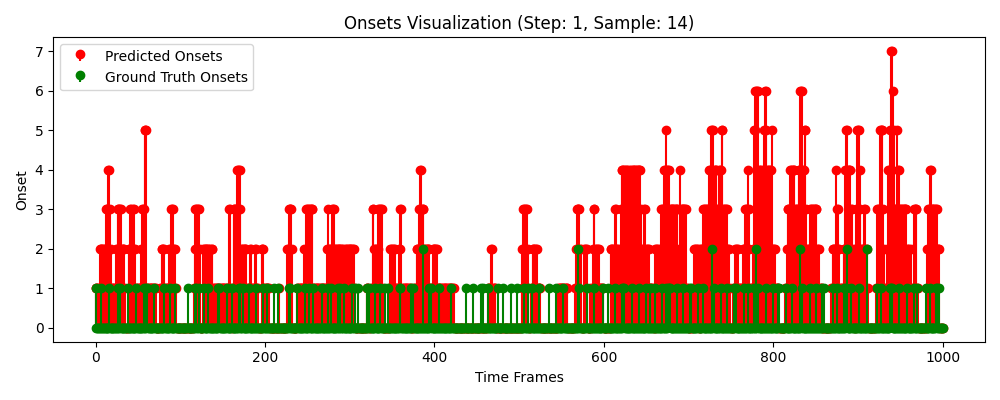 Onsets Visualization (Step: 1, Sample: 14)
Predicted Onsets
Ground Truth Onsets
Onset
7
6
5
4
3
2
1
0
0
200
400
600
800
1000
Time Frames